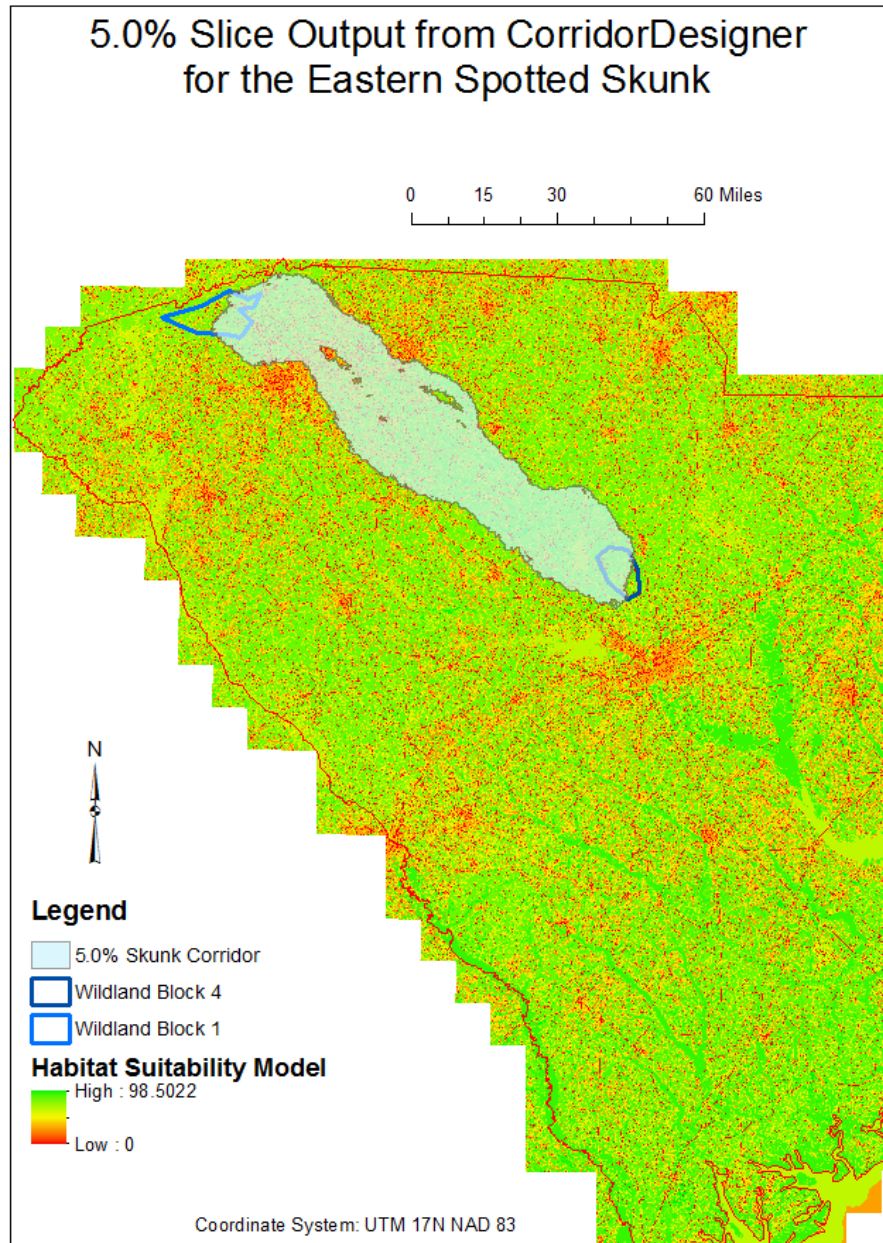 5.0% Slice Output from CorridorDesigner
for the Eastern Spotted Skunk
0 15 30 60 Miles
N
Legend
5.0% Skunk Corridor
Wildland Block 4
Wildland Block 1
Habitat Suitability Model
High : 98.5022
Low : 0
Coordinate System: UTM 17N NAD 83